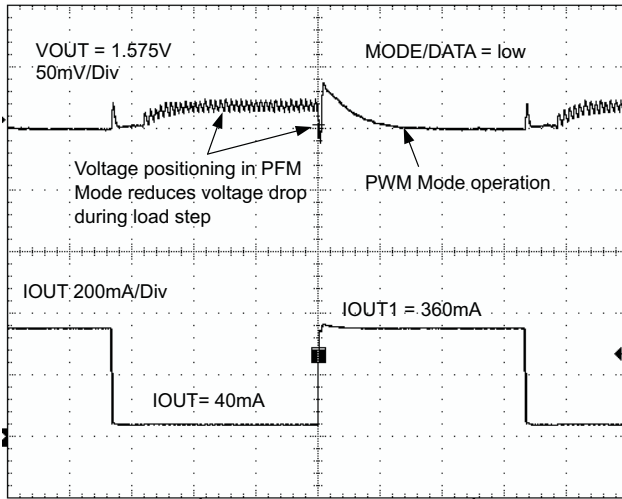 VOUT = 1.575V
50mV/Div
MODE/DATA = low
Voltage positioning in PFM
Mode reduces voltage drop
during load step
PWM Mode operation
IOUT 200mA/Div
IOUT1 = 360mA
IOUT= 40mA